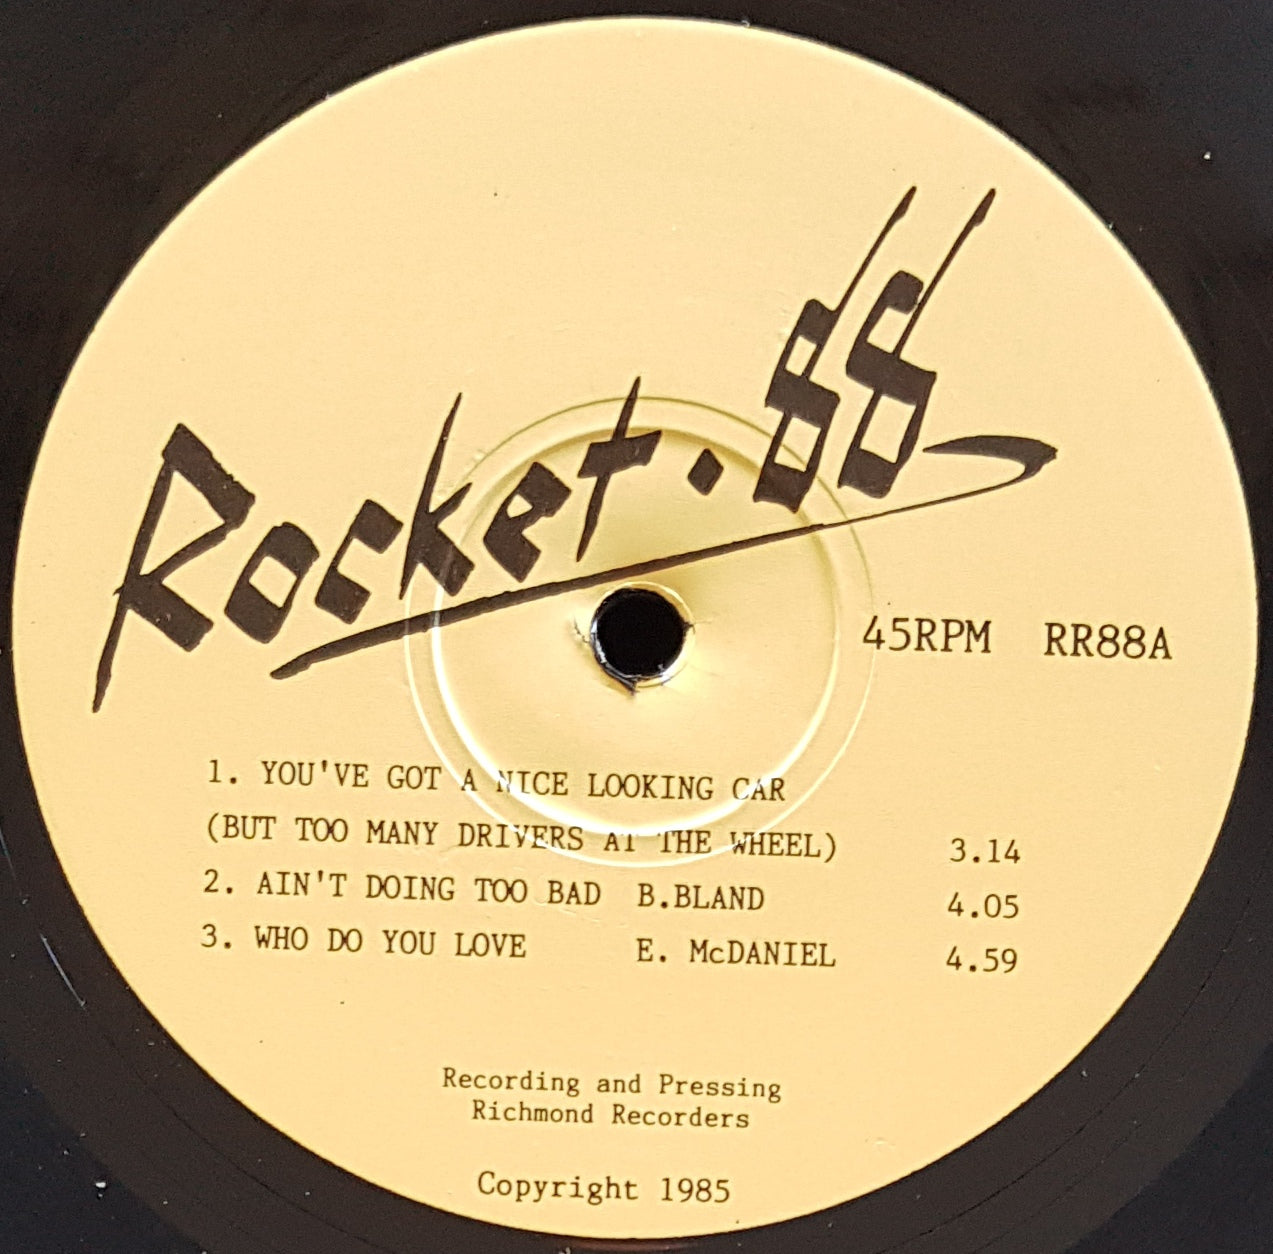 Rocket.88
45RPM RR88A
1. YOU'VE GOT A NICE LOOKING CAR
(BUT TOO MANY DRIVERS AT THE WHEEL) 3.14
2. AIN'T DOING TOO BAD B.BLAND 4.05
3. WHO DO YOU LOVE E. McDANIEL 4.59
Recording and Pressing
Richmond Recorders
Copyright 1985